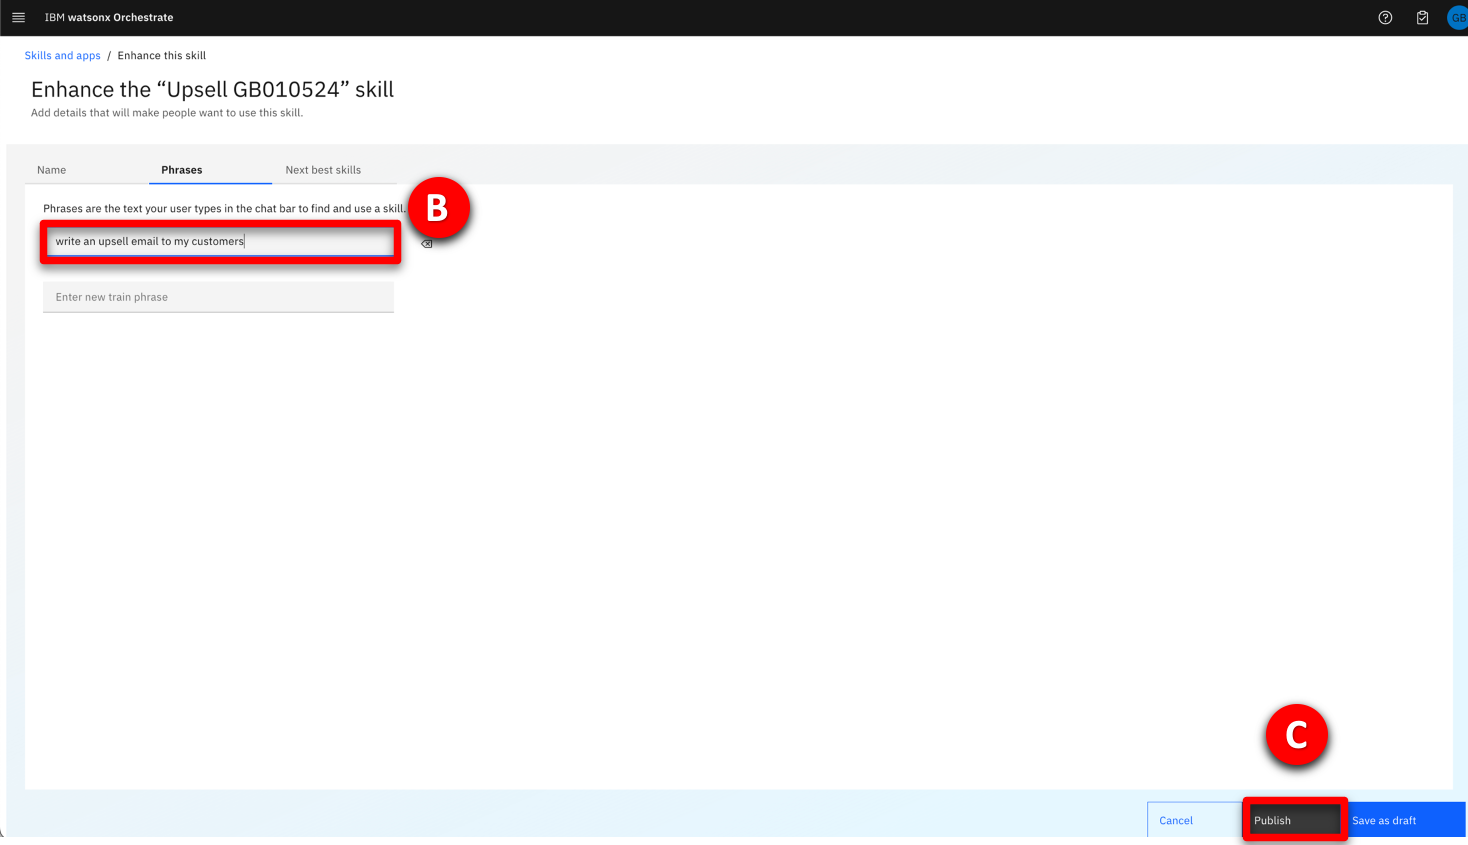 IBM watsonx Orchestrate
GB
Skills and apps / Enhance this skill
Enhance the “Upsell GB010524” skill
Add details that will make people want to use this skill.
Name Phrases Next best skills
Phrases are the text your user types in the chat bar to find and use a skill.
B
write an upsell email to my customers
Enter new train phrase
C
Cancel Publish Save as draft